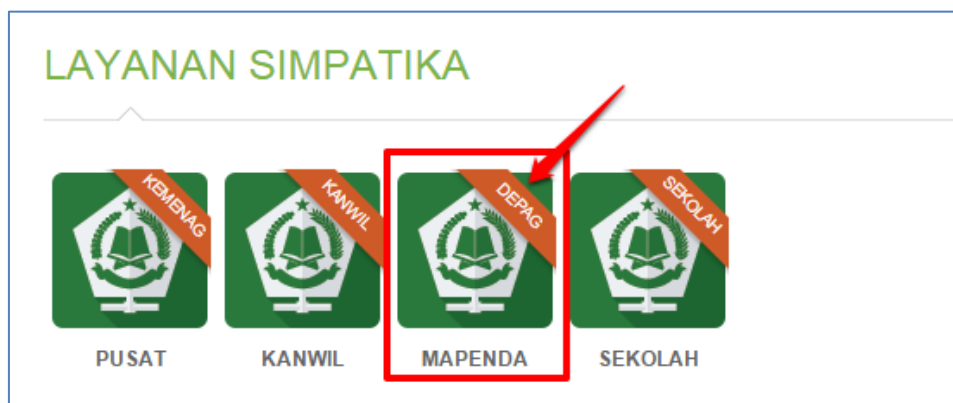 LAYANAN SIMPATIKA
KEMENAG
KANWIL
DEPAG
SEKOLAH
PUSAT
KANWIL
MAPENDA
SEKOLAH